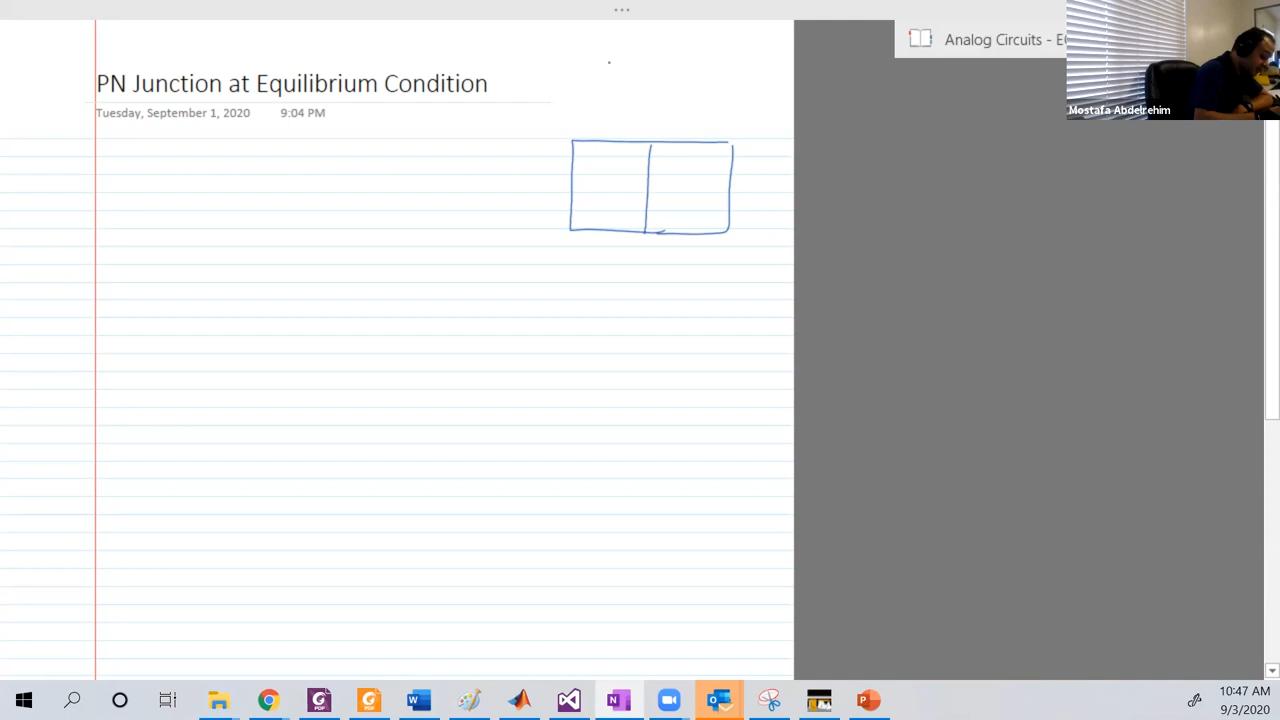 Analog Circuits - E
PN Junction at Equilibrium Condition
Mostafa Abdelrehim
Tuesday, September 1, 2020 9:04 PM
10:47 AM
9/3/2020